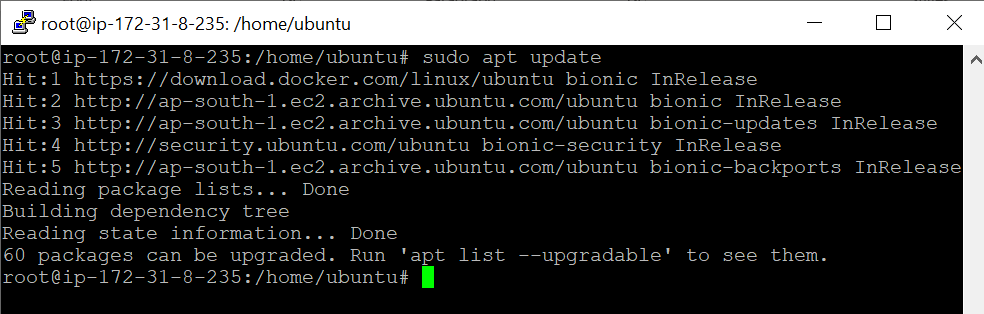 root@ip-172-31-8-235: /home/ubuntu
root@ip-172-31-8-235:/home/ubuntu# sudo apt update
Hit:1 https://download.docker.com/linux/ubuntu bionic InRelease
Hit:2 http://ap-south-1.ec2.archive.ubuntu.com/ubuntu bionic InRelease
Hit:3 http://ap-south-1.ec2.archive.ubuntu.com/ubuntu bionic-updates InRelease
Hit:4 http://security.ubuntu.com/ubuntu bionic-security InRelease
Hit:5 http://ap-south-1.ec2.archive.ubuntu.com/ubuntu bionic-backports InRelease
Reading package lists... Done
Building dependency tree
Reading state information... Done
60 packages can be upgraded. Run 'apt list --upgradable' to see them.
root@ip-172-31-8-235:/home/ubuntu#